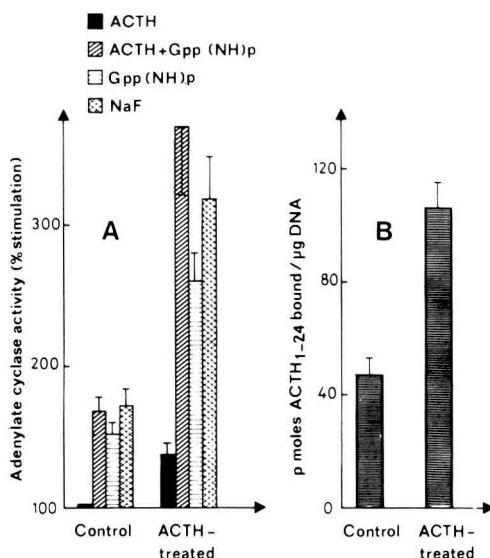 ACTH
ACTH+Gpp (NH)p
Gpp(NH)p
NaF
Adenylate cyclase activity (% stimulation)
300
200
100
A
Control
ACTH-
treated
p moles ACTH1-24 bound/µg DNA
120
80
40
0
B
Control
ACTH-
treated